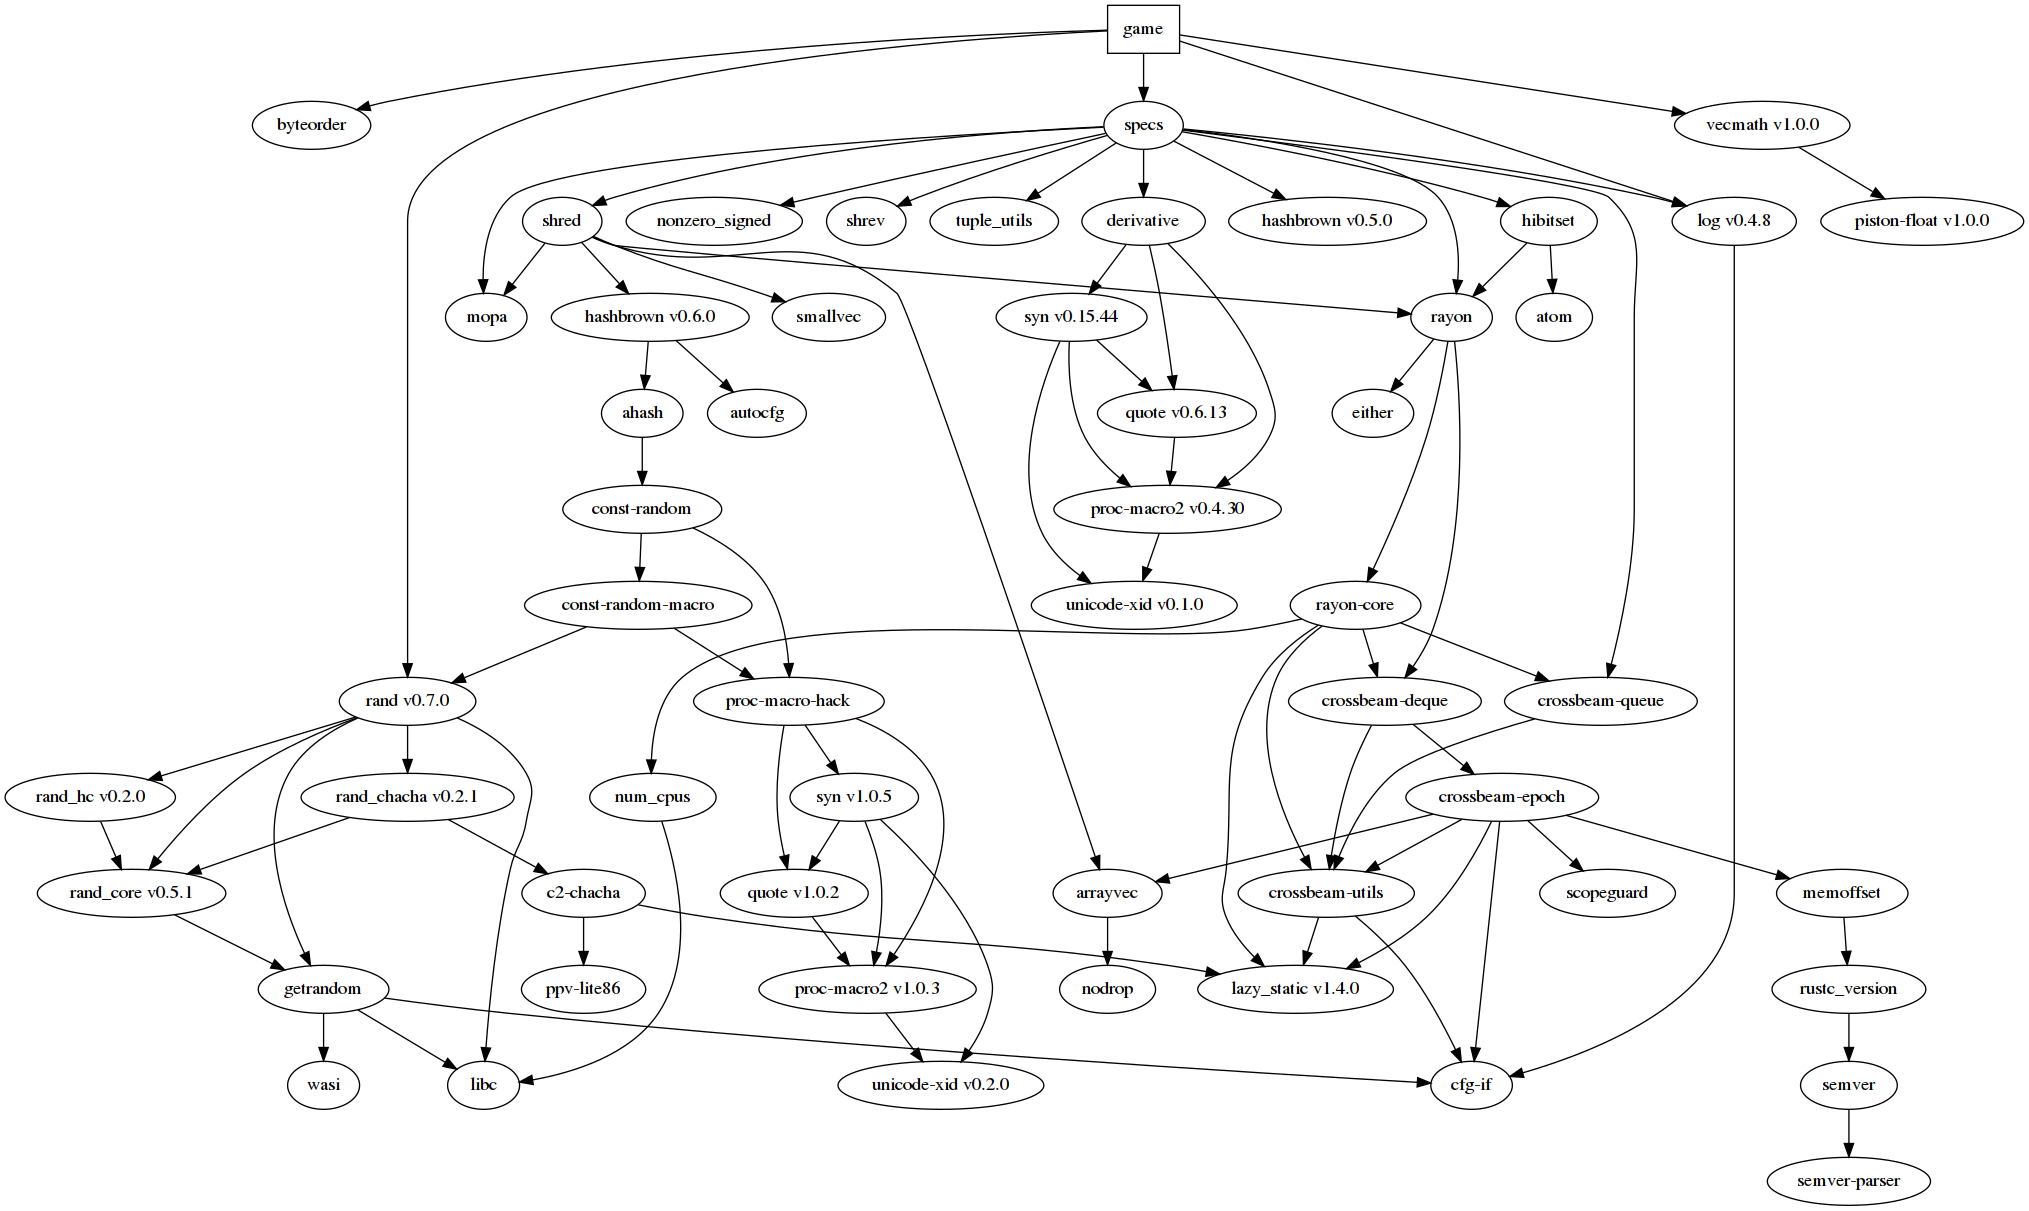 game
byteorder
specs
vecmath v1.0.0
shred
nonzero_signed
shrev
tuple_utils
derivative
hashbrown v0.5.0
hibitset
log v0.4.8
piston-float v1.0.0
mopa
hashbrown v0.6.0
smallvec
syn v0.15.44
rayon
atom
ahash
autocfg
quote v0.6.13
either
const-random
proc-macro2 v0.4.30
const-random-macro
unicode-xid v0.1.0
rayon-core
rand v0.7.0
proc-macro-hack
crossbeam-deque
crossbeam-queue
rand_hc v0.2.0
rand_chacha v0.2.1
num_cpus
syn v1.0.5
crossbeam-epoch
rand_core v0.5.1
c2-chacha
quote v1.0.2
arrayvec
crossbeam-utils
scopeguard
memoffset
getrandom
ppv-lite86
proc-macro2 v1.0.3
nodrop
lazy_static v1.4.0
rustc_version
wasi
libc
unicode-xid v0.2.0
cfg-if
semver
semver-parser